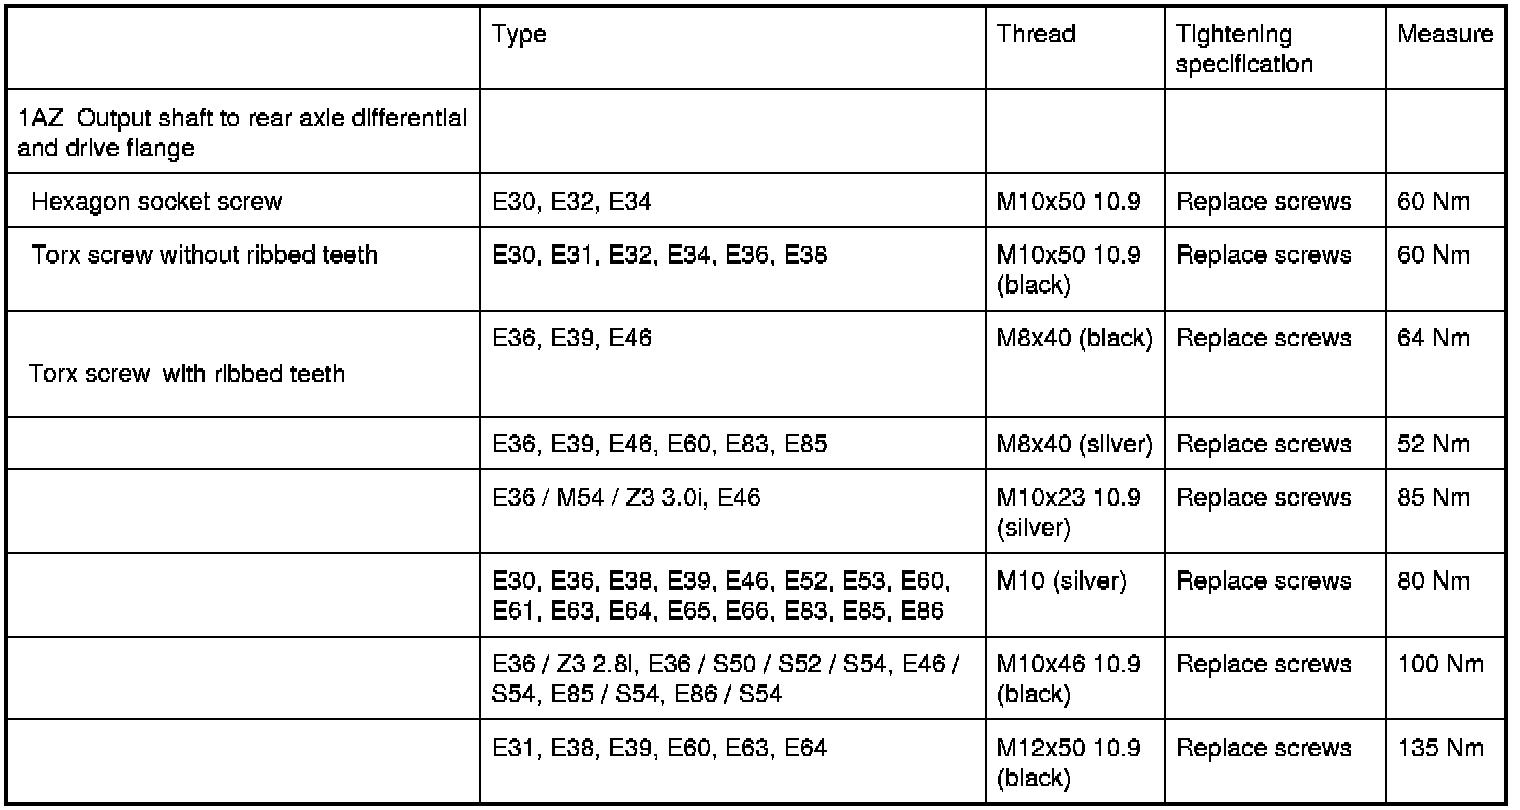 Type Thread Tightening Measure
specification
1AZ Output shaft to rear axle differential
and drive flange
Hexagon socket screw E30, E32, E34 M10x50 10.9 Replace screws 60 Nm
Torx screw without ribbed teeth E30, E31, E32, E34, E36, E38 M10x50 10.9 Replace screws 60 Nm
(black)
E36, E39, E46 M8x40 (black) Replace screws 64 Nm
Torx screw with ribbed teeth
E36, E39, E46, E60, E83, E85 M8x40 (silver) Replace screws 52 Nm
E36 / M54 / Z3 3.0i, E46 M10x23 10.9 Replace screws 85 Nm
(silver)
E30, E36, E38, E39, E46, E52, E53, E60, M10 (silver) Replace screws 80 Nm
E61, E63, E64, E65, E66, E83, E85, E86
E36 / Z3 2.8i, E36 / S50 / S52 / S54, E46 / M10x46 10.9 Replace screws 100 Nm
S54, E85 / S54, E86 / S54 (black)
E31, E38, E39, E60, E63, E64 M12x50 10.9 Replace screws 135 Nm
(black)